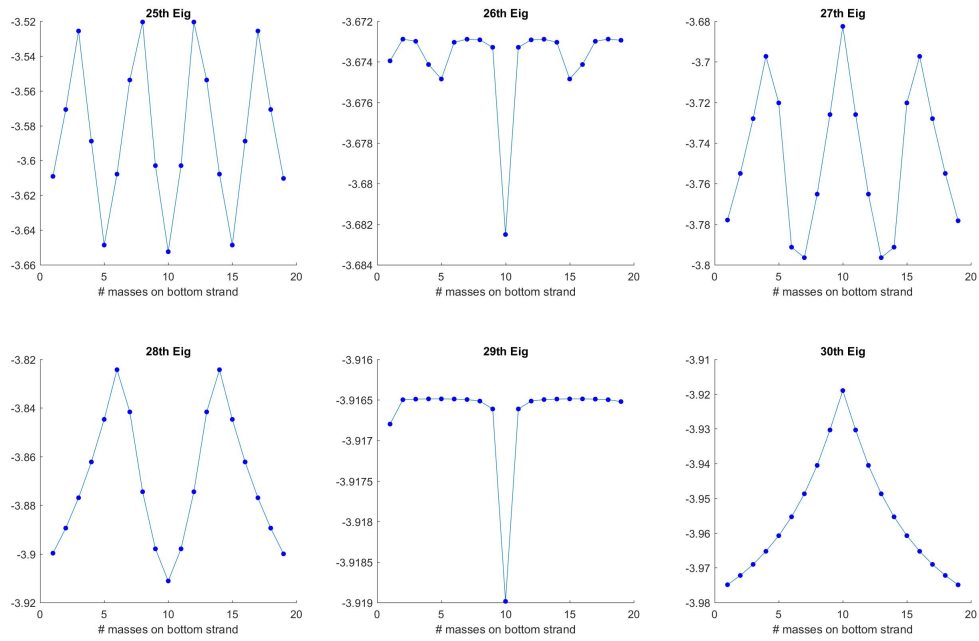 25th Eig
-3.52
-3.54
-3.56
-3.58
-3.6
-3.62
-3.64
-3.66
0 5 10 15 20
# masses on bottom strand
26th Eig
-3.672
-3.674
-3.676
-3.678
-3.68
-3.682
-3.684
0 5 10 15 20
# masses on bottom strand
27th Eig
-3.68
-3.7
-3.72
-3.74
-3.76
-3.78
-3.8
0 5 10 15 20
# masses on bottom strand
28th Eig
-3.82
-3.84
-3.86
-3.88
-3.9
-3.92
0 5 10 15 20
# masses on bottom strand
29th Eig
-3.916
-3.9165
-3.917
-3.9175
-3.918
-3.9185
-3.919
0 5 10 15 20
# masses on bottom strand
30th Eig
-3.91
-3.92
-3.93
-3.94
-3.95
-3.96
-3.97
-3.98
0 5 10 15 20
# masses on bottom strand